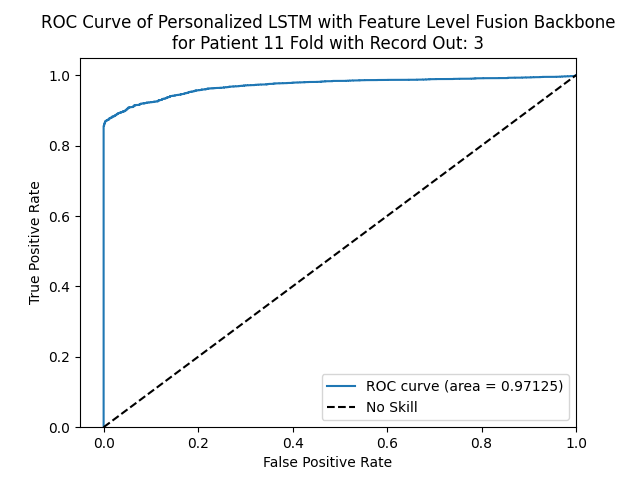 ROC Curve of Personalized LSTM with Feature Level Fusion Backbone
for Patient 11 Fold with Record Out: 3
True Positive Rate
1.0
0.8
0.6
0.4
0.2
0.0
ROC curve (area = 0.97125)
No Skill
0.0 0.2 0.4 0.6 0.8 1.0
False Positive Rate